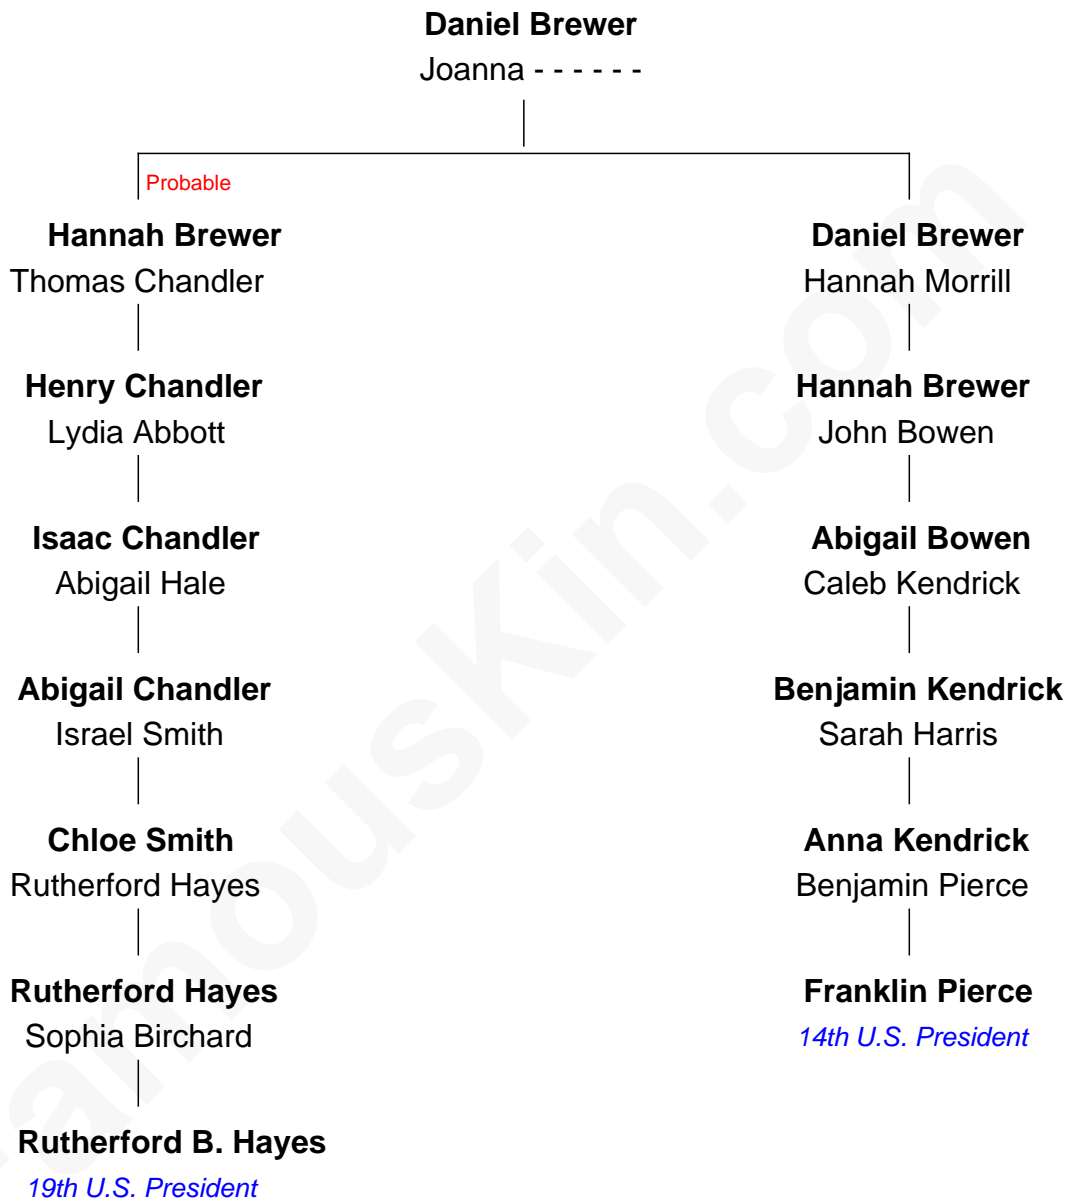 Daniel Brewer
Joanna - - - - - -
Probable
Hannah Brewer
Thomas Chandler
Daniel Brewer
Hannah Morrill
Henry Chandler
Lydia Abbott
Hannah Brewer
John Bowen
Isaac Chandler
Abigail Hale
Abigail Bowen
Caleb Kendrick
Abigail Chandler
Israel Smith
Benjamin Kendrick
Sarah Harris
Chloe Smith
Rutherford Hayes
Anna Kendrick
Benjamin Pierce
Rutherford Hayes
Sophia Birchard
Franklin Pierce
14th U.S. President
Rutherford B. Hayes
19th U.S. President
FamousKin.com